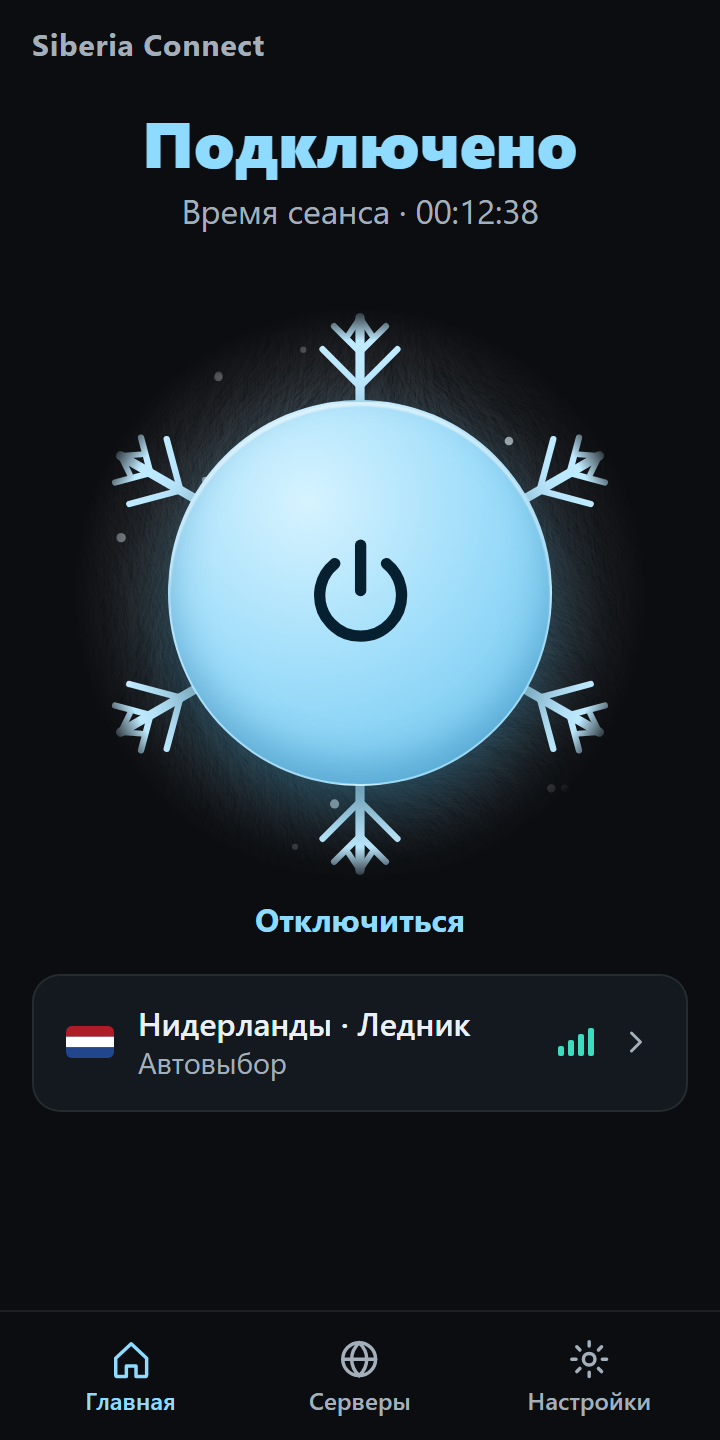 Siberia Connect
Подключено
Время сеанса · 00:12:38
Отключиться
Нидерланды · Ледник
Автовыбор
Главная
Серверы
Настройки